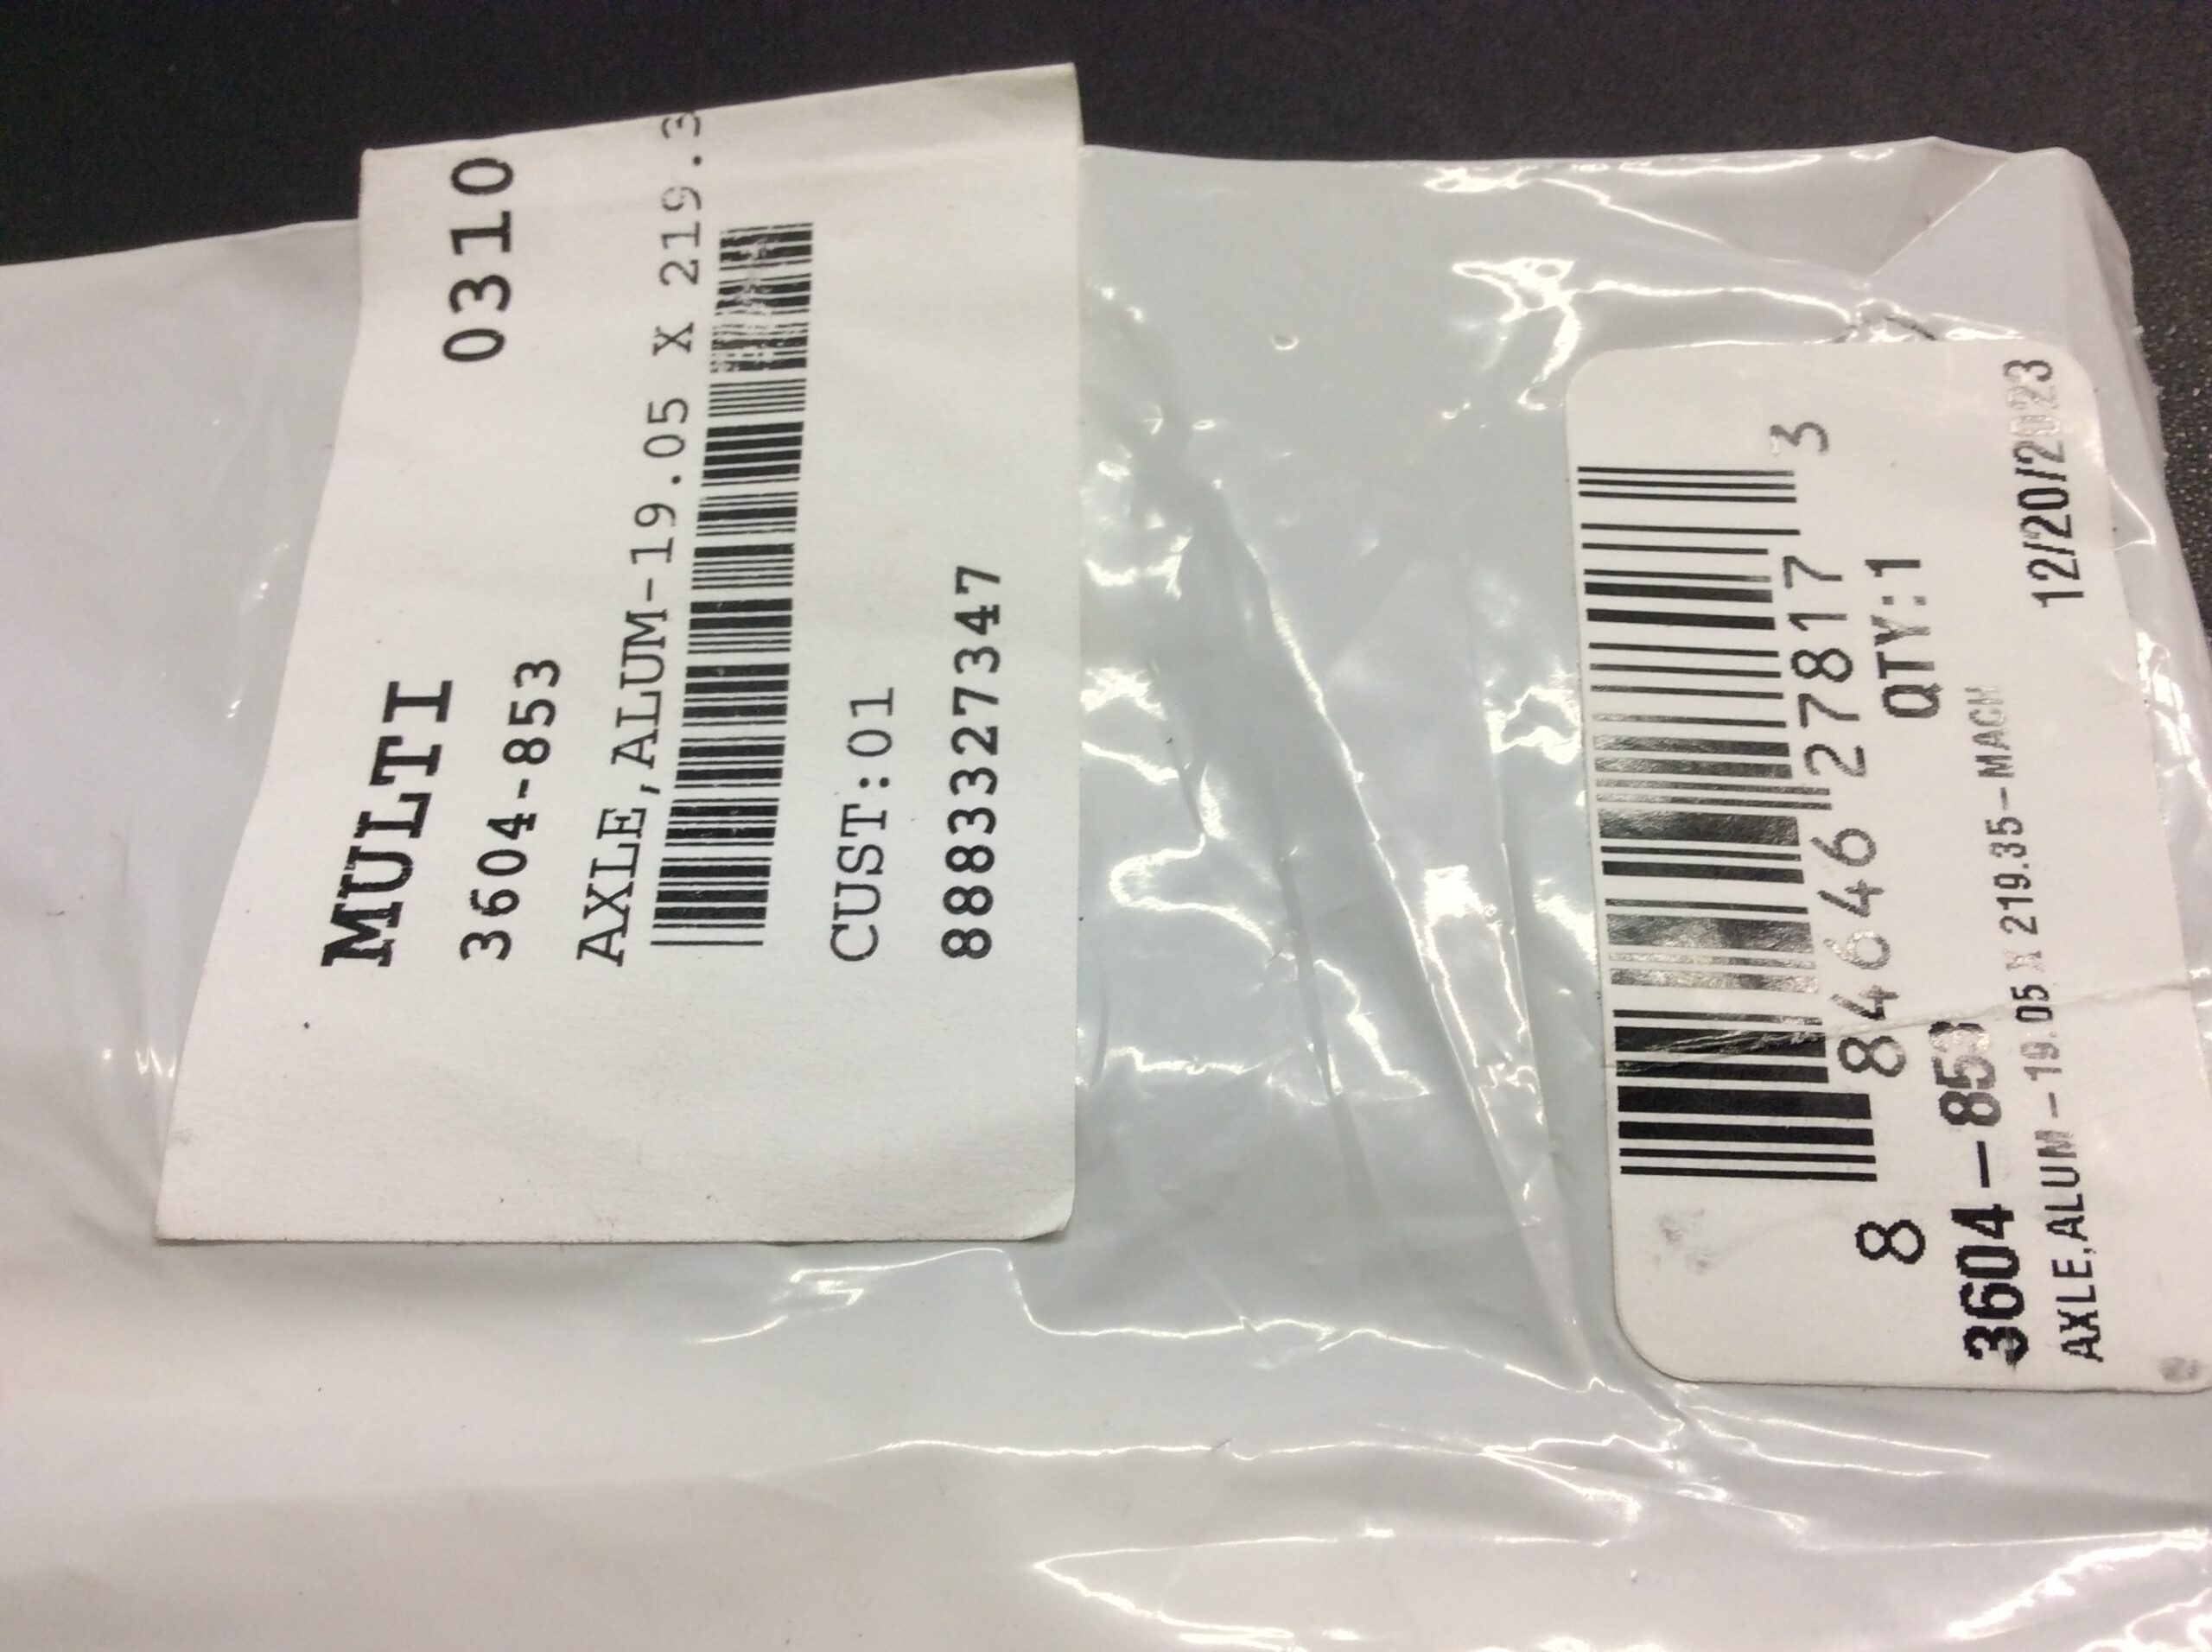 MULTI
3604-853 0310
AXLE,ALUM-19.05 X 219.3
CUST:01
8883327347
8 84646 27817 3
3604-853 QTY:1
AXLE,ALUM-19.05 X 219.35-MACH
12/20/2023